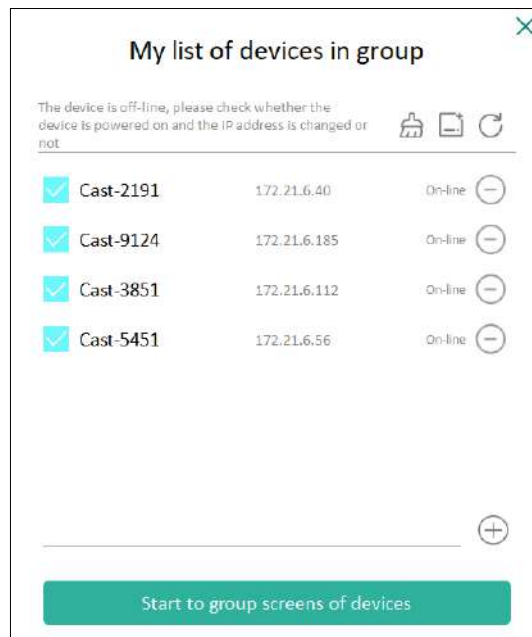 My list of devices in group
The device is off-line, please check whether the
device is powered on and the IP address is changed or
not
Cast-2191 172.21.6.40 On-line
Cast-9124 172.21.6.185 On-line
Cast-3851 172.21.6.112 On-line
Cast-5451 172.21.6.56 On-line
Start to group screens of devices